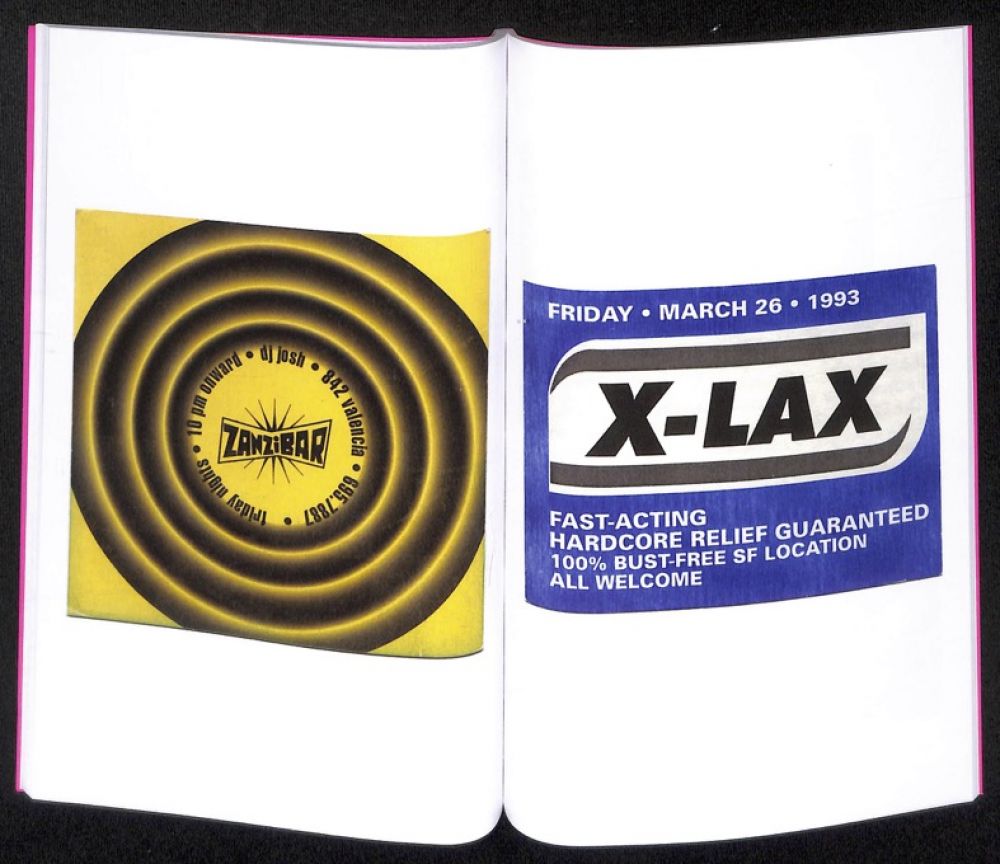 10 pm onward • dj josh • 842 valencia • 695.7887 • friday nights •
ZANZiBAR
FRIDAY • MARCH 26 • 1993
X-LAX
FAST-ACTING
HARDCORE RELIEF GUARANTEED
100% BUST-FREE SF LOCATION
ALL WELCOME